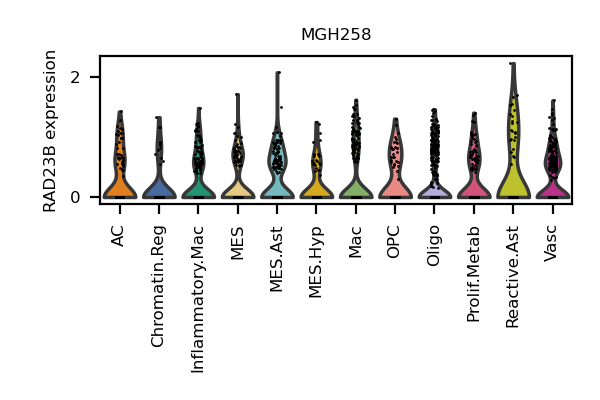 MGH258
RAD23B expression
2
0
AC
Chromatin.Reg
Inflammatory.Mac
MES
MES.Ast
MES.Hyp
Mac
OPC
Oligo
Prolif.Metab
Reactive.Ast
Vasc